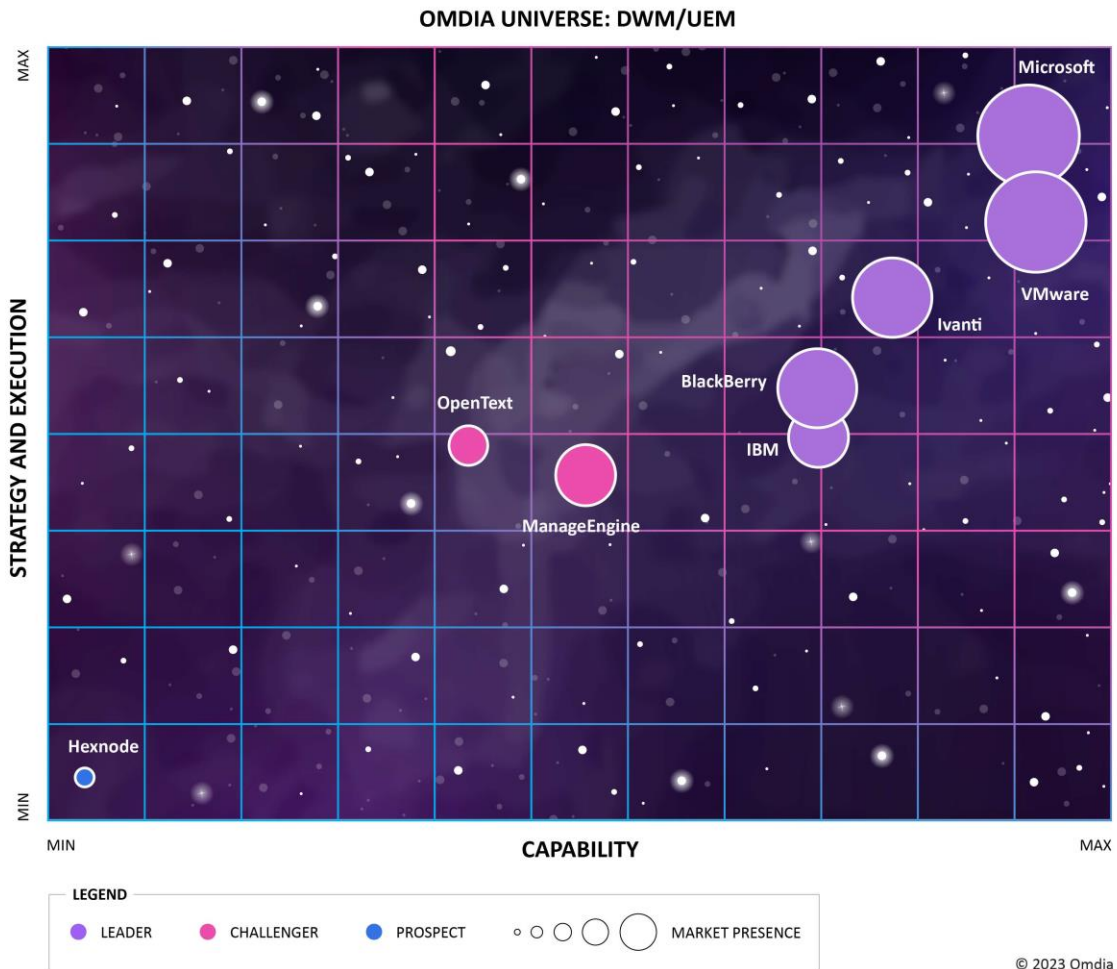 OMDIA UNIVERSE: DWM/UEM
MAX
Microsoft
VMware
Ivanti
BlackBerry
OpenText
IBM
ManageEngine
STRATEGY AND EXECUTION
Hexnode
MIN
MIN
CAPABILITY
MAX
LEGEND
LEADER
CHALLENGER
PROSPECT
MARKET PRESENCE
© 2023 Omdia